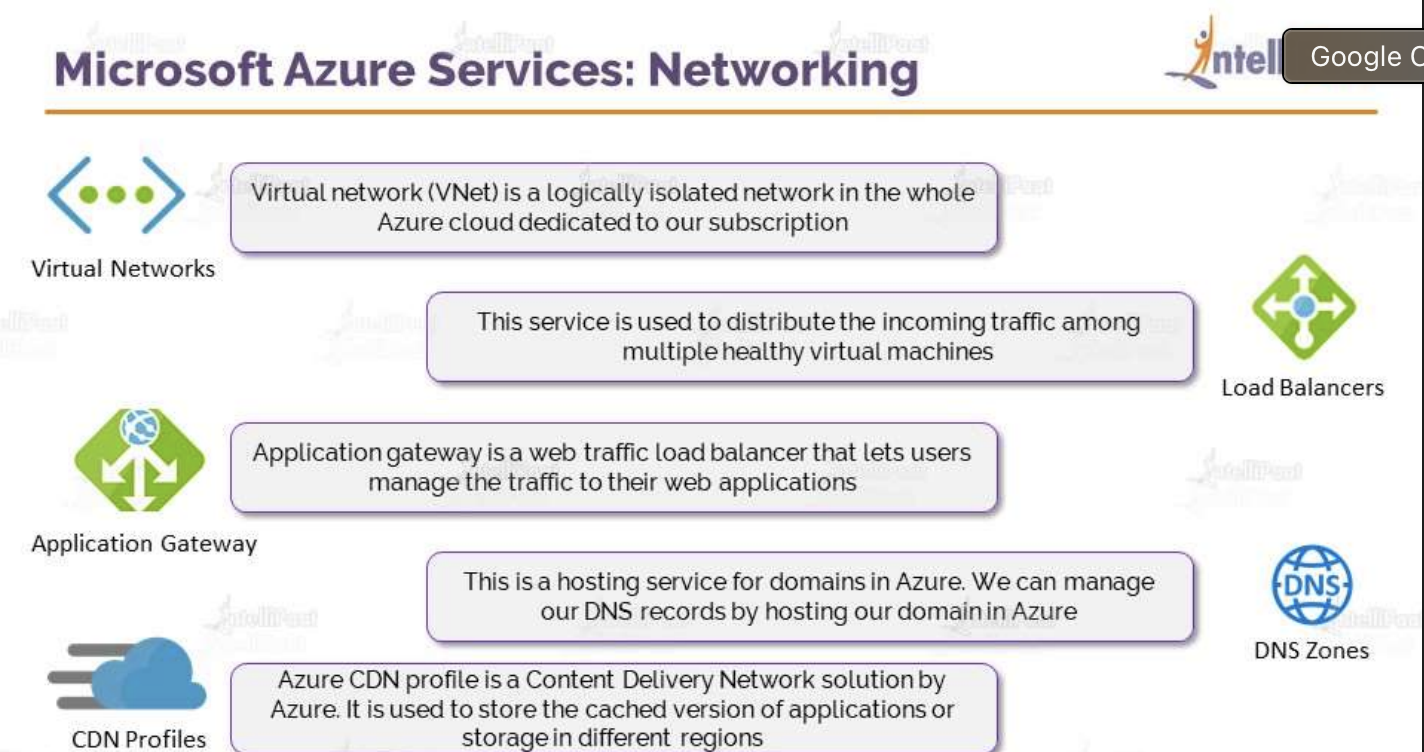 Microsoft Azure Services: Networking
ntell
Google C
Virtual network (VNet) is a logically isolated network in the whole
Azure cloud dedicated to our subscription
Virtual Networks
This service is used to distribute the incoming traffic among
multiple healthy virtual machines
Load Balancers
Application gateway is a web traffic load balancer that lets users
manage the traffic to their web applications
Application Gateway
This is a hosting service for domains in Azure. We can manage
our DNS records by hosting our domain in Azure
DNS
DNS Zones
Azure CDN profile is a Content Delivery Network solution by
Azure. It is used to store the cached version of applications or
storage in different regions
CDN Profiles